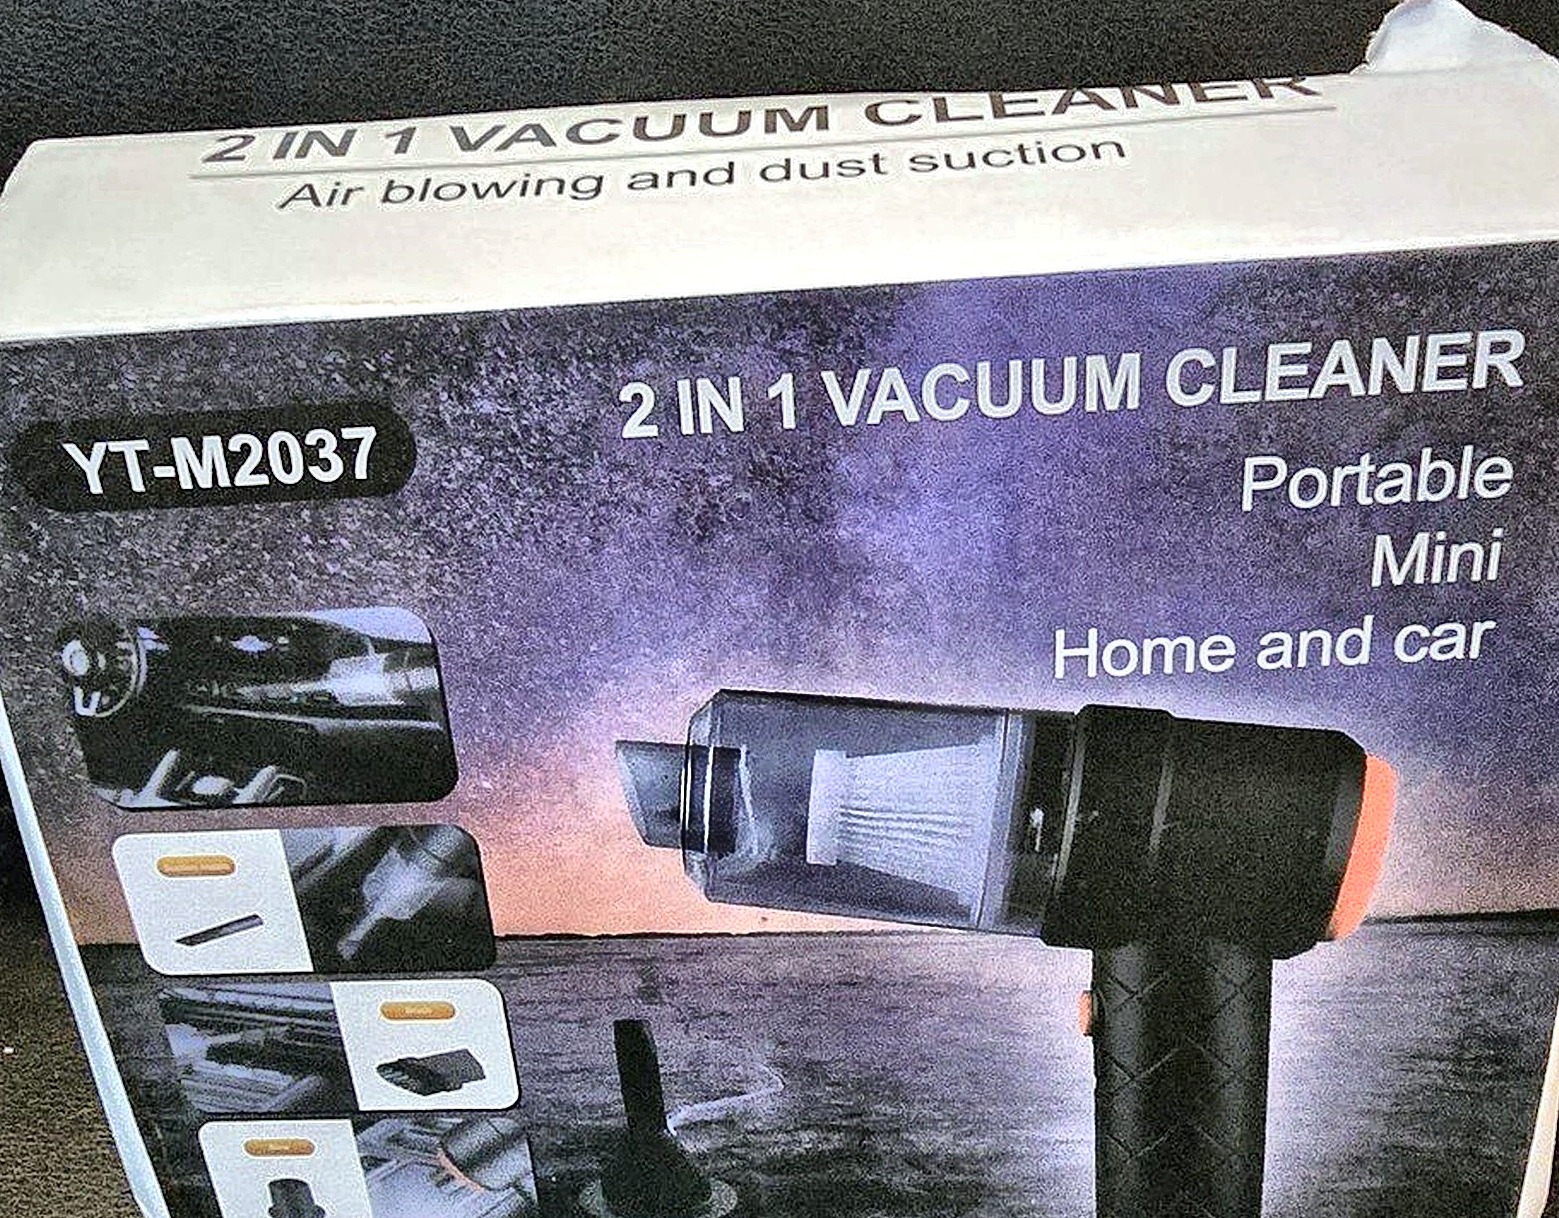 2 IN 1 VACUUM CLEANER
Air blowing and dust suction
2 IN 1 VACUUM CLEANER
YT-M2037
Portable
Mini
Home and car